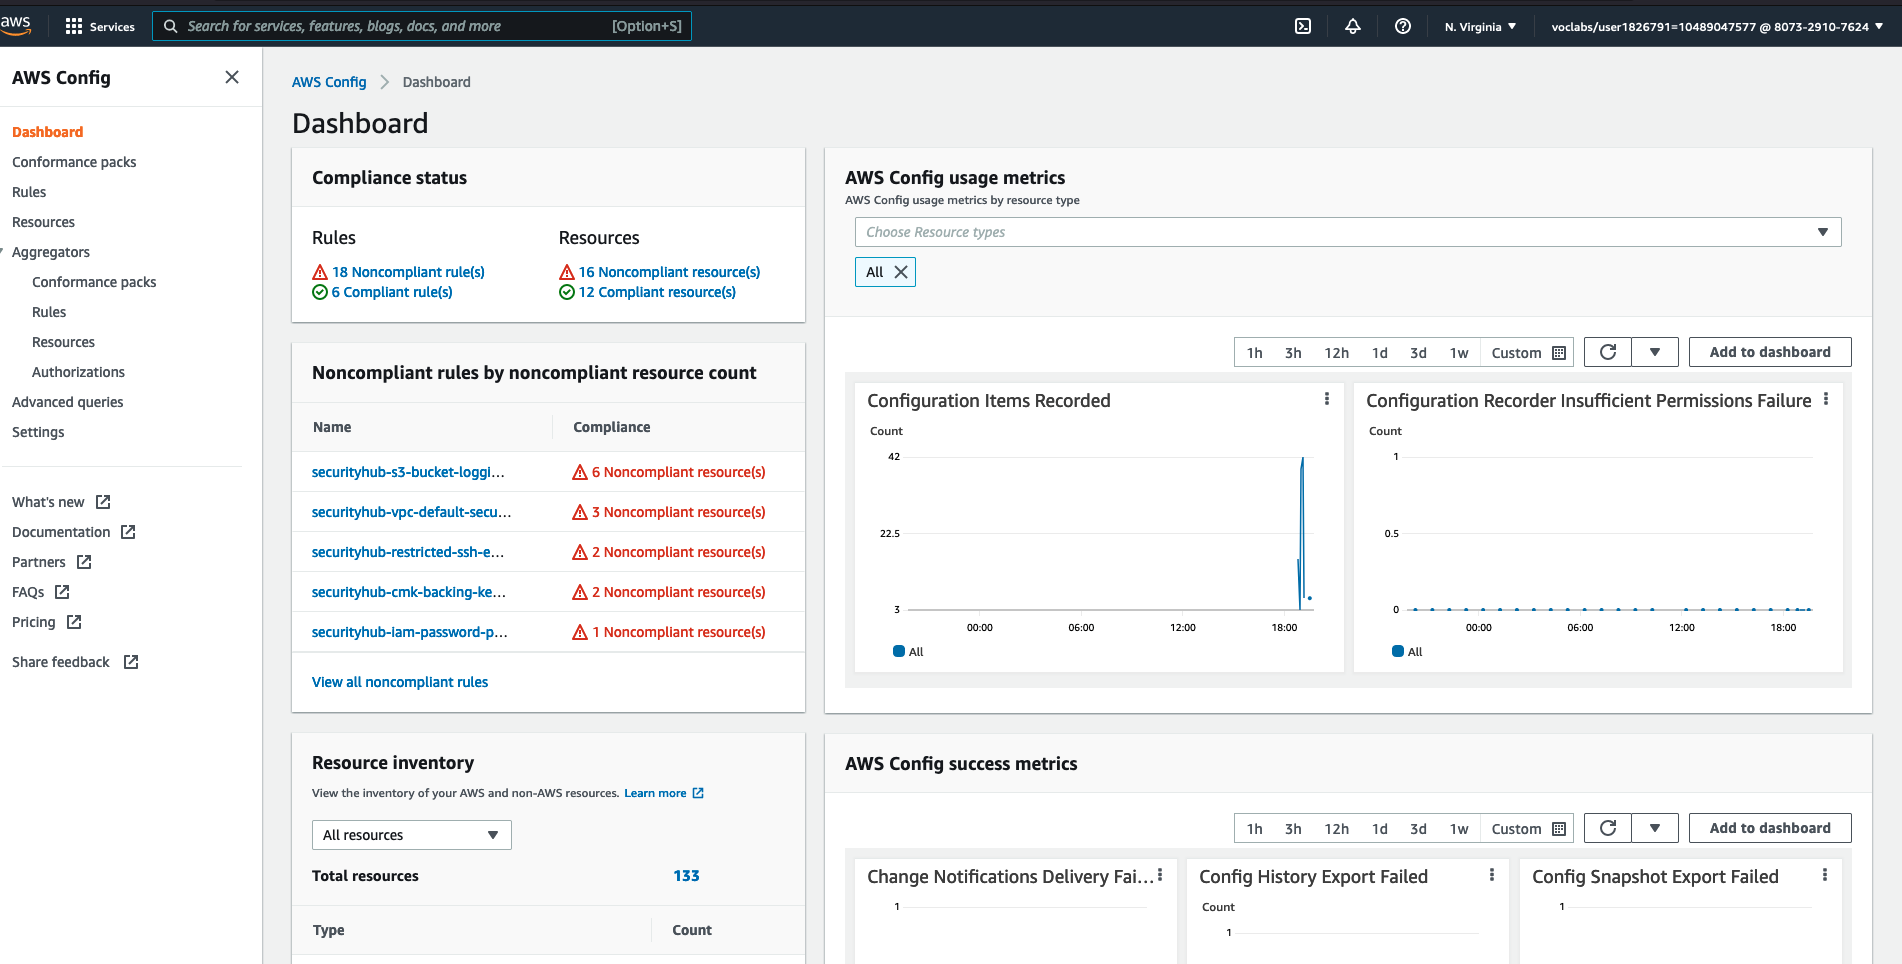 aws
Services
Search for services, features, blogs, docs, and more
[Option+S]
N. Virginia
voclabs/user1826791=10489047577 @ 8073-2910-7624
AWS Config
Dashboard
Conformance packs
Rules
Resources
Aggregators
Conformance packs
Rules
Resources
Authorizations
Advanced queries
Settings
What's new
Documentation
Partners
FAQs
Pricing
Share feedback
AWS Config
Dashboard
Dashboard
Compliance status
Rules
18 Noncompliant rule(s)
6 Compliant rule(s)
Resources
16 Noncompliant resource(s)
12 Compliant resource(s)
Noncompliant rules by noncompliant resource count
Name Compliance
securityhub-s3-bucket-loggi... 6 Noncompliant resource(s)
securityhub-vpc-default-secu... 3 Noncompliant resource(s)
securityhub-restricted-ssh-e... 2 Noncompliant resource(s)
securityhub-cmk-backing-ke... 2 Noncompliant resource(s)
securityhub-iam-password-p... 1 Noncompliant resource(s)
View all noncompliant rules
Resource inventory
View the inventory of your AWS and non-AWS resources. Learn more
All resources
Total resources 133
Type Count
AWS Config usage metrics
AWS Config usage metrics by resource type
Choose Resource types
All
1h 3h 12h 1d 3d 1w Custom
Add to dashboard
Configuration Items Recorded
Count
42
22.5
3
00:00 06:00 12:00 18:00
All
Configuration Recorder Insufficient Permissions Failure
Count
1
0.5
0
00:00 06:00 12:00 18:00
All
AWS Config success metrics
1h 3h 12h 1d 3d 1w Custom
Add to dashboard
Change Notifications Delivery Fai...
1
Config History Export Failed
Count
1
Config Snapshot Export Failed
1